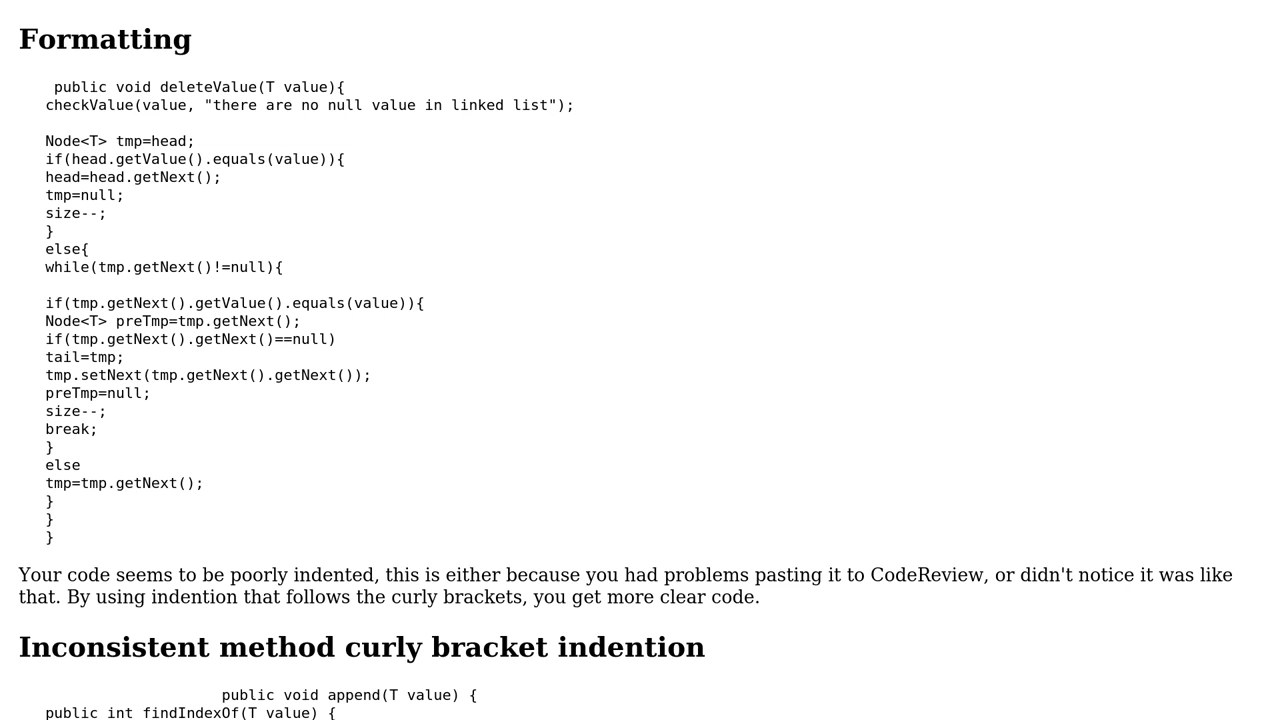 Formatting
public void deleteValue(T value){
checkValue(value, "there are no null value in linked list");
Node<T> tmp=head;
if(head.getValue().equals(value)){
head=head.getNext();
tmp=null;
size--;
}
else{
while(tmp.getNext()!=null){
if(tmp.getNext().getValue().equals(value)){
Node<T> preTmp=tmp.getNext();
if(tmp.getNext().getNext()==null)
tail=tmp;
tmp.setNext(tmp.getNext().getNext());
preTmp=null;
size--;
break;
}
else
tmp=tmp.getNext();
}
}
}
Your code seems to be poorly indented, this is either because you had problems pasting it to CodeReview, or didn't notice it was like
that. By using indention that follows the curly brackets, you get more clear code.
Inconsistent method curly bracket indention
public void append(T value) {
public int findIndexOf(T value) {